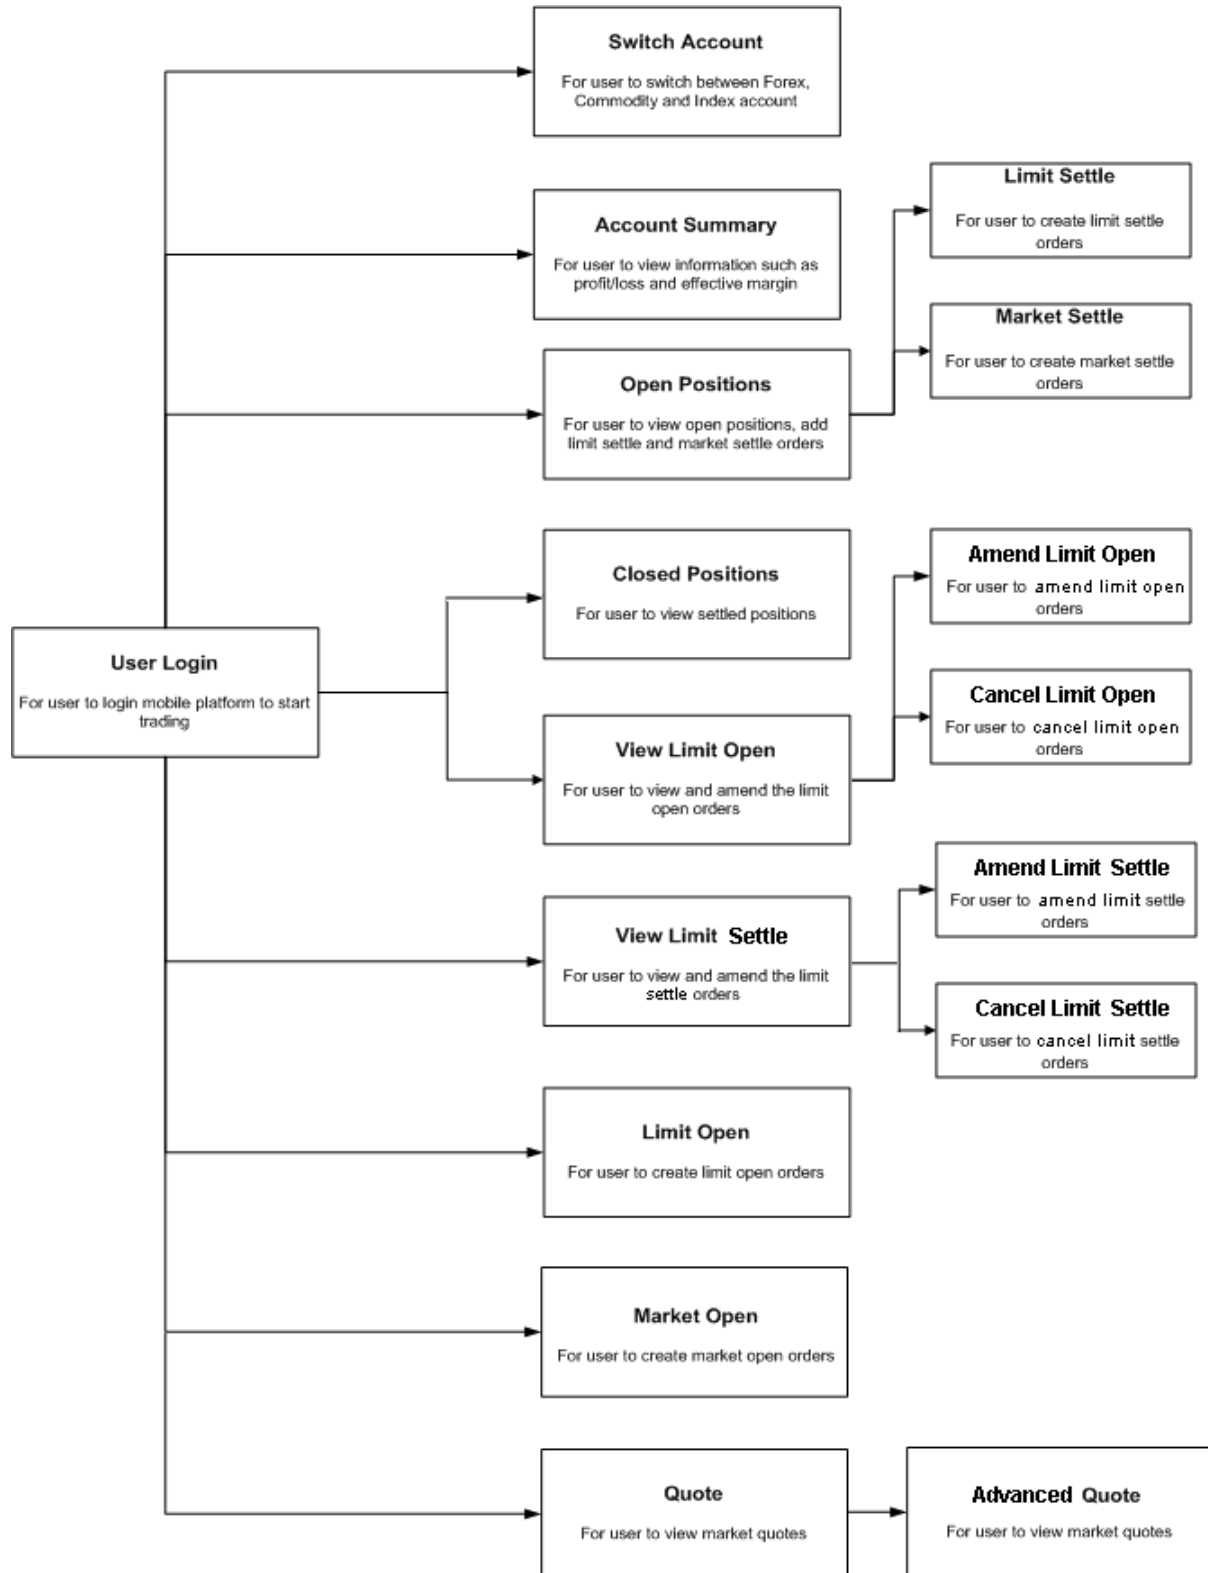 Switch Account
For user to switch between Forex,
Commodity and Index account
Account Summary
For user to view information such as
profit/loss and effective margin
Limit Settle
For user to create limit settle
orders
Market Settle
For user to create market settle
orders
Open Positions
For user to view open positions, add
limit settle and market settle orders
Closed Positions
For user to view settled positions
Amend Limit Open
For user to amend limit open
orders
User Login
For user to login mobile platform to start
trading
Cancel Limit Open
For user to cancel limit open
orders
View Limit Open
For user to view and amend the limit
open orders
Amend Limit Settle
For user to amend limit settle
orders
View Limit Settle
For user to view and amend the limit
settle orders
Cancel Limit Settle
For user to cancel limit settle
orders
Limit Open
For user to create limit open orders
Market Open
For user to create market open orders
Quote
For user to view market quotes
Advanced Quote
For user to view market quotes